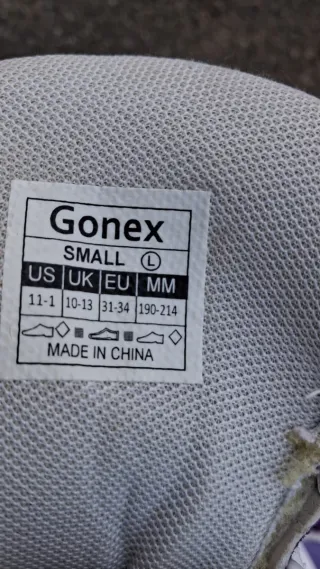 Gonex
SMALL Ⓛ
US UK EU MM
11-1 10-13 31-34 190-214
MADE IN CHINA